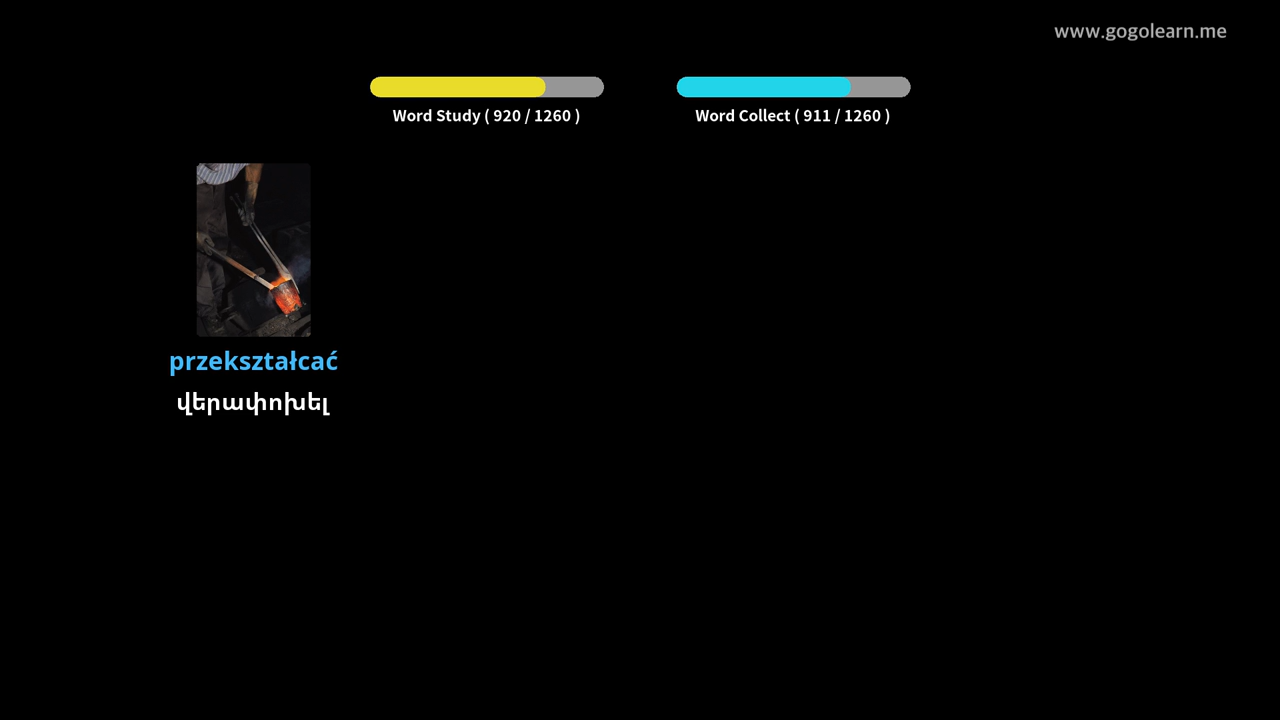 www.gogolearn.me
Word Study ( 920 / 1260 )
Word Collect ( 911 / 1260 )
przekształcać
վերափոխել